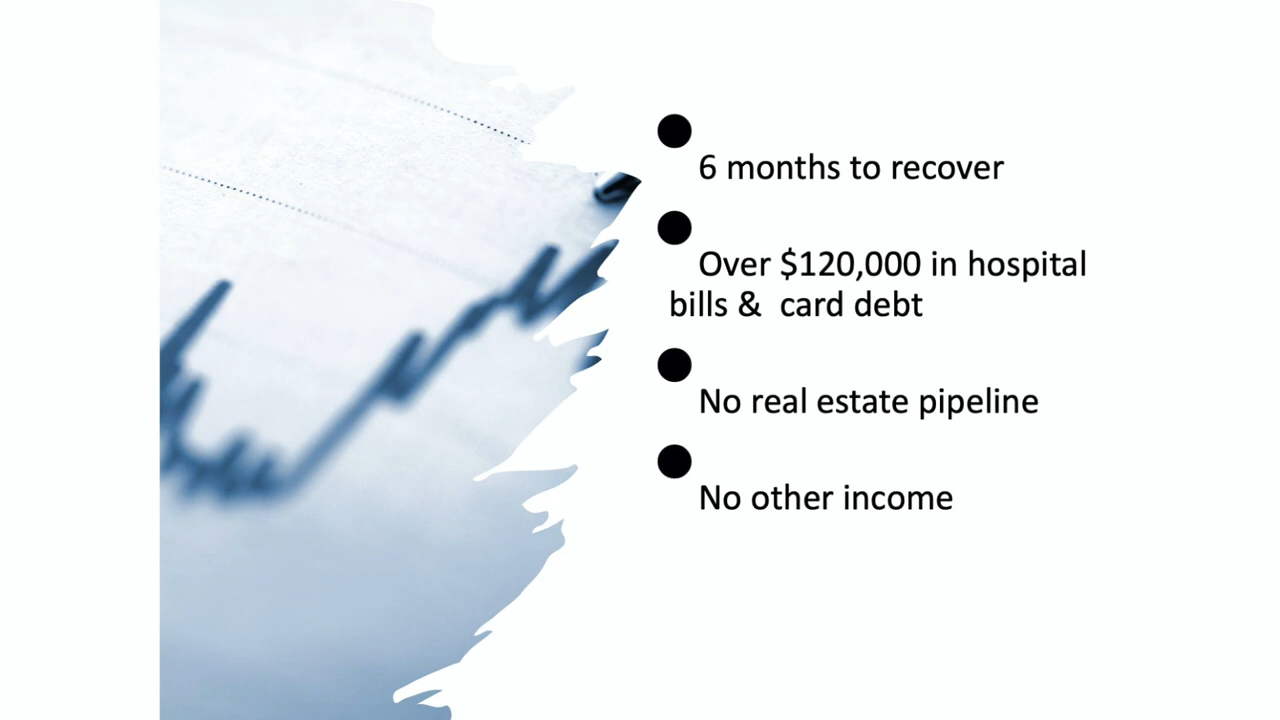 6 months to recover
Over $120,000 in hospital
bills &  card debt
No real estate pipeline
No other income